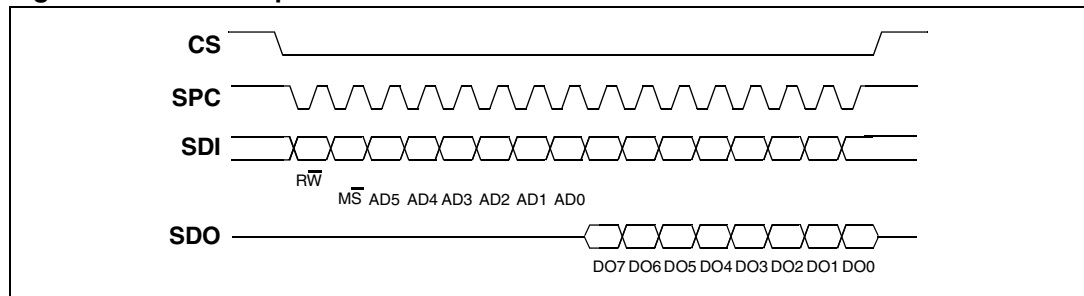 CS
SPC
SDI
RW̅
MS̅ AD5 AD4 AD3 AD2 AD1 AD0
SDO
DO7 DO6 DO5 DO4 DO3 DO2 DO1 DO0